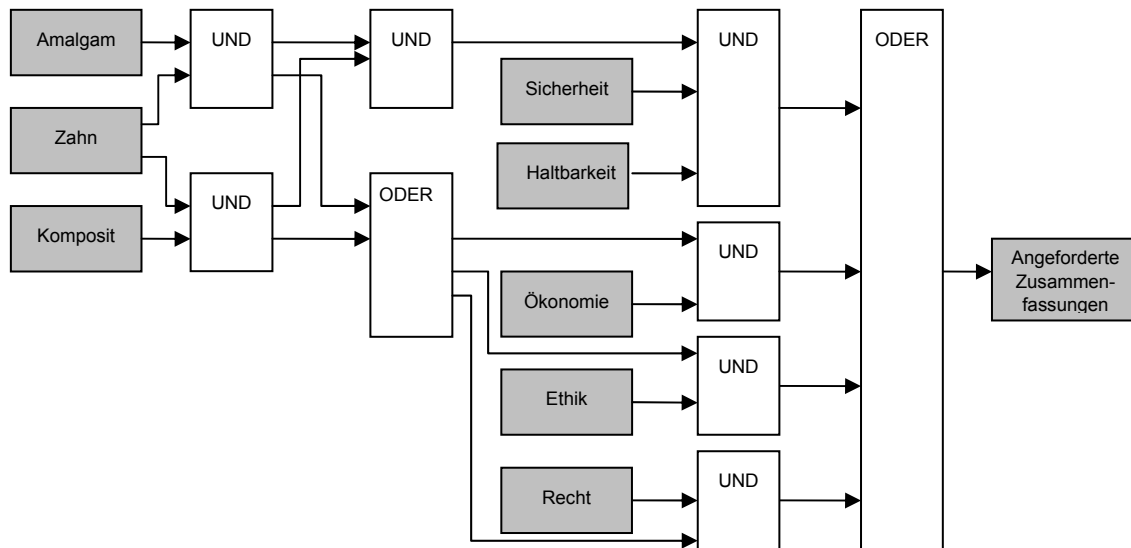 Amalgam
UND
UND
UND
ODER
Sicherheit
Zahn
Haltbarkeit
UND
ODER
Komposit
UND
Ökonomie
Angeforderte
Zusammen-
fassungen
UND
Ethik
UND
Recht